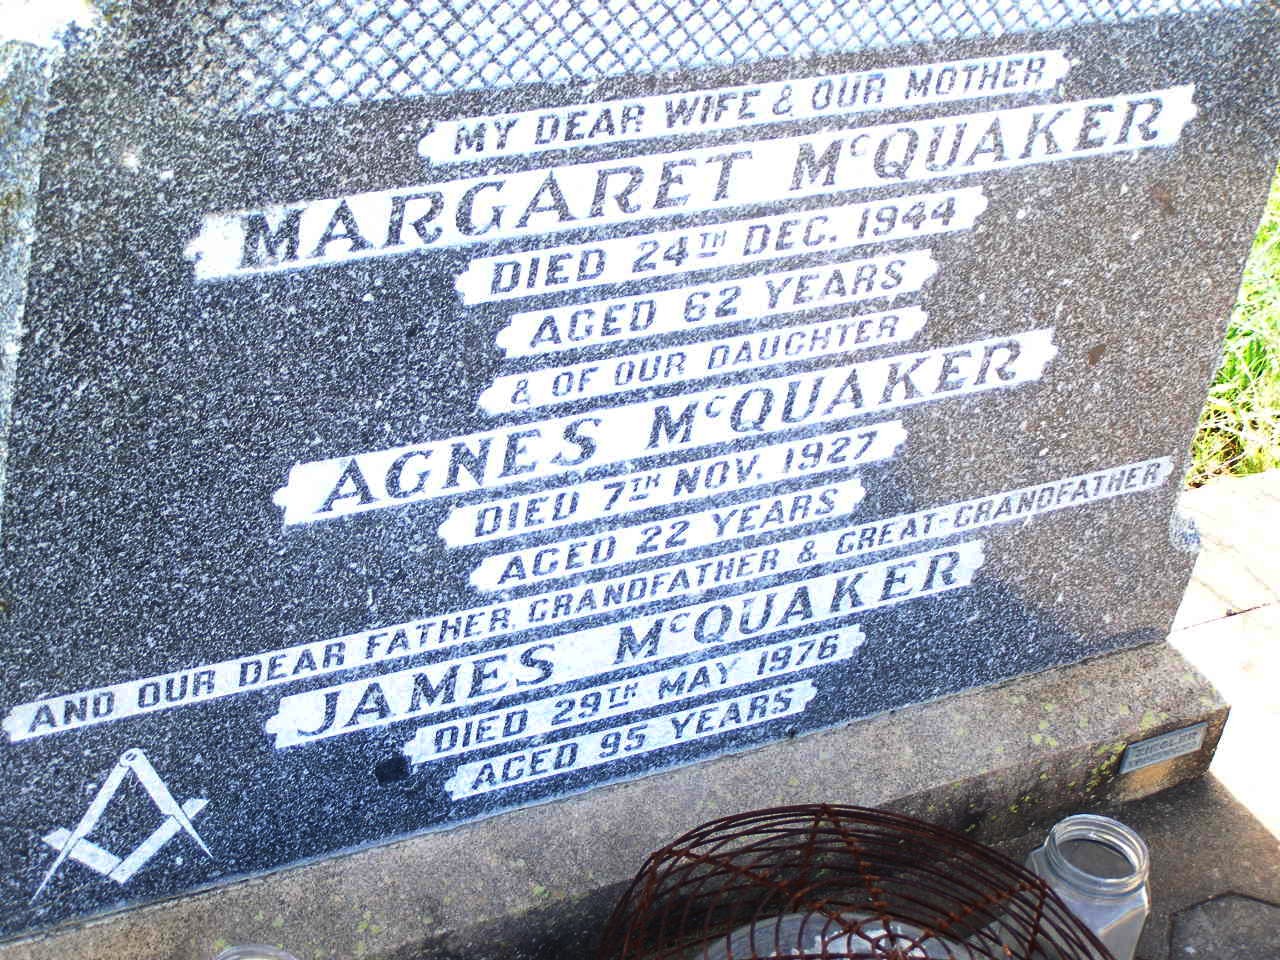 MY DEAR WIFE & OUR MOTHER
MARGARET McQUAKER
DIED 24TH DEC. 1944
AGED 62 YEARS
& OF OUR DAUGHTER
AGNES McQUAKER
DIED 7TH NOV. 1927
AGED 22 YEARS
AND OUR DEAR FATHER, GRANDFATHER & GREAT-GRANDFATHER
JAMES McQUAKER
DIED 29TH MAY 1976
AGED 95 YEARS